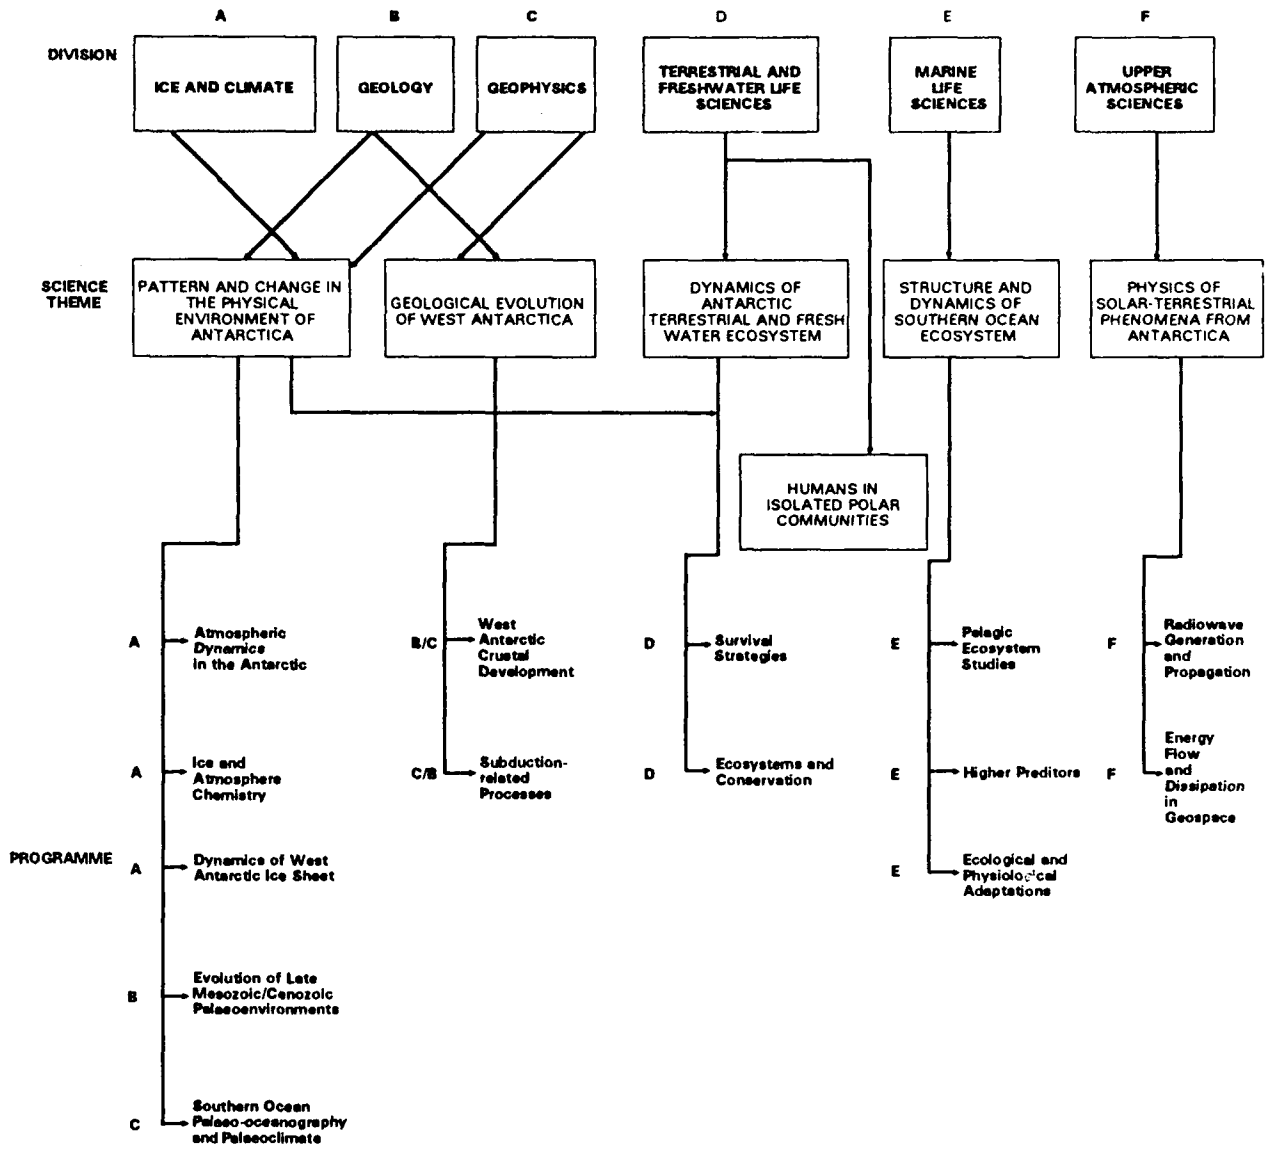 A B C D E F
DIVISION
ICE AND CLIMATE
GEOLOGY
GEOPHYSICS
TERRESTRIAL AND
FRESHWATER LIFE
SCIENCES
MARINE
LIFE
SCIENCES
UPPER
ATMOSPHERIC
SCIENCES
SCIENCE
THEME
PATTERN AND CHANGE IN
THE PHYSICAL
ENVIRONMENT OF
ANTARCTICA
GEOLOGICAL EVOLUTION
OF WEST ANTARCTICA
DYNAMICS OF
ANTARCTIC
TERRESTRIAL AND FRESH
WATER ECOSYSTEM
STRUCTURE AND
DYNAMICS OF
SOUTHERN OCEAN
ECOSYSTEM
PHYSICS OF
SOLAR-TERRESTRIAL
PHENOMENA FROM
ANTARCTICA
HUMANS IN
ISOLATED POLAR
COMMUNITIES
PROGRAMME
A
Atmospheric
Dynamics
in the Antarctic
A
Ice and
Atmosphere
Chemistry
A
Dynamics of West
Antarctic Ice Sheet
B
Evolution of Late
Mesozoic/Cenozoic
Palaeoenvironments
C
Southern Ocean
Palaeo-oceanography
and Palaeoclimate
B/C
West
Antarctic
Crustal
Development
C/B
Subduction-
related
Processes
D
Survival
Strategies
D
Ecosystems and
Conservation
E
Pelagic
Ecosystem
Studies
E
Higher Preditors
E
Ecological and
Physiological
Adaptations
F
Radiowave
Generation
and
Propagation
F
Energy
Flow
and
Dissipation
in
Geospace